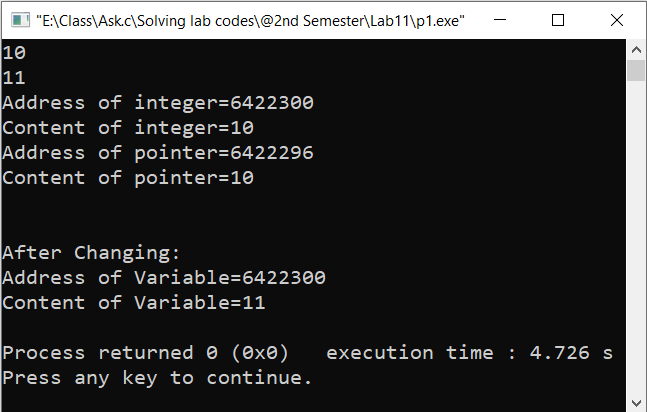 "E:\Class\Ask.c\Solving lab codes\@2nd Semester\Lab11\p1.exe"
10
11
Address of integer=6422300
Content of integer=10
Address of pointer=6422296
Content of pointer=10
After Changing:
Address of Variable=6422300
Content of Variable=11
Process returned 0 (0x0)   execution time : 4.726 s
Press any key to continue.